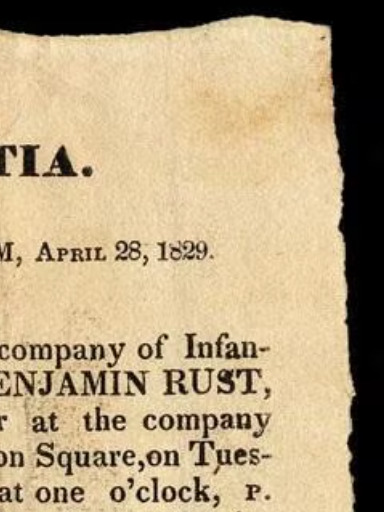 TIA.
M, APRIL 28, 1829.
company of Infan-
ENJAMIN RUST,
r at the company
on Square,on Tues-
at one o'clock, P.